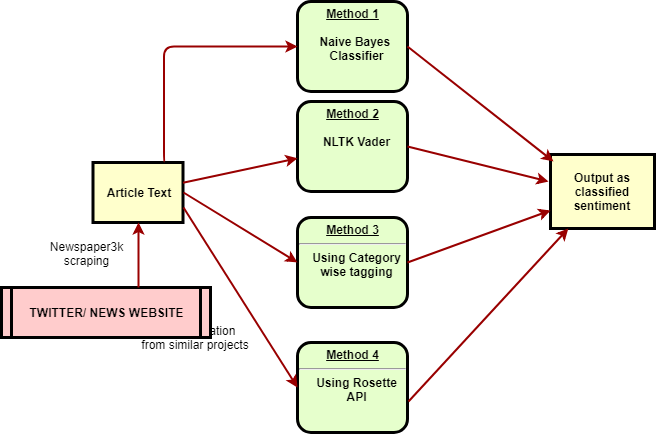 Method 1
Naive Bayes
Classifier
Method 2
NLTK Vader
Article Text
Output as
classified
sentiment
Method 3
Using Category
wise tagging
Newspaper3k
scraping
TWITTER/ NEWS WEBSITE
from similar projects
Method 4
Using Rosette
API